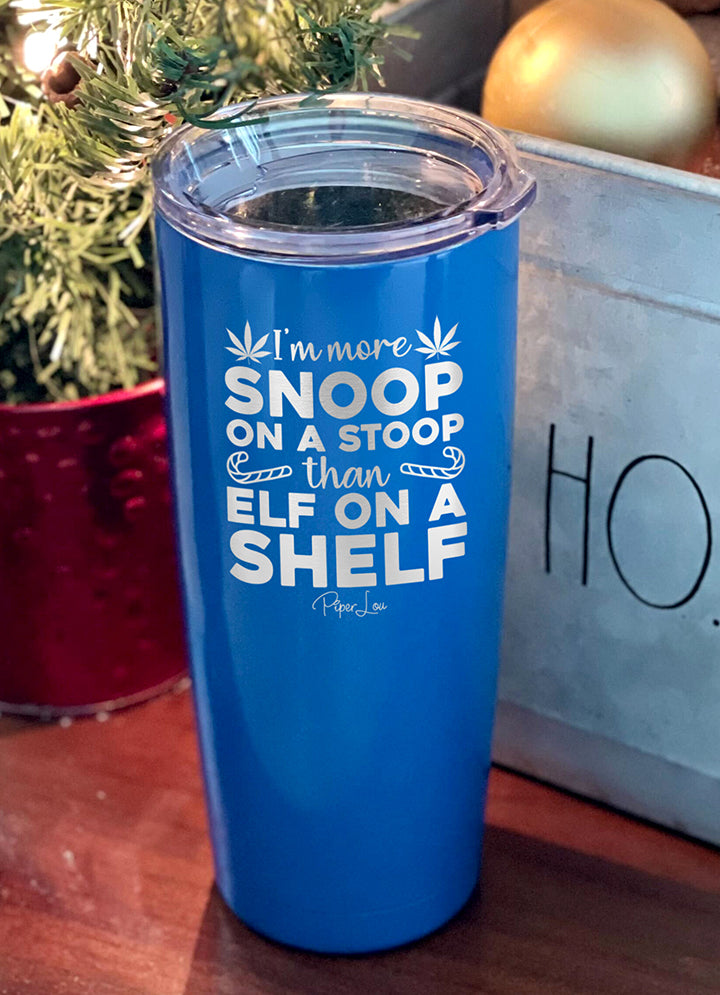 I'm more
SNOOP
ON A STOOP
than
ELF ON A
SHELF
Piper Lou
HO.